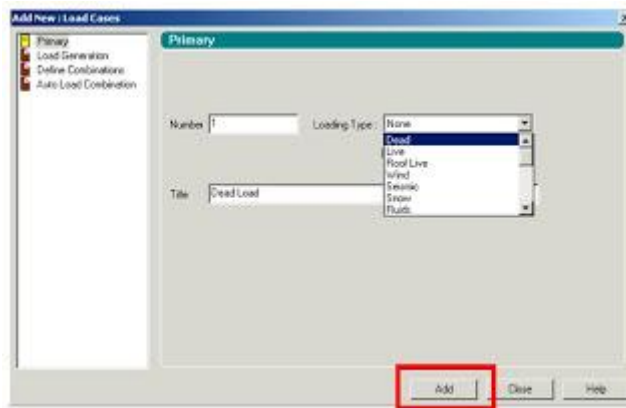 Add New : Load Cases
Primary
Load Generation
Define Combinations
Auto Load Combination
Primary
Number 1
Loading Type : None
Dead
Live
Roof Live
Wind
Seismic
Snow
Fluids
Title Dead Load
Add
Close
Help